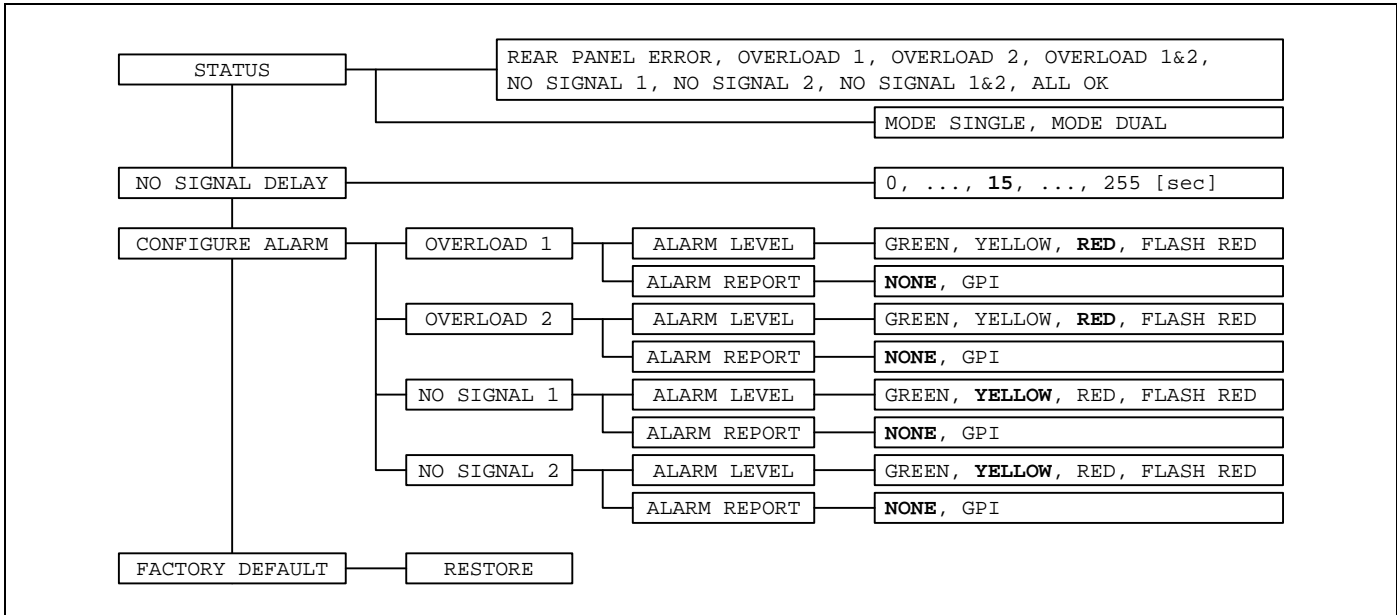 STATUS
REAR PANEL ERROR, OVERLOAD 1, OVERLOAD 2, OVERLOAD 1&2,
NO SIGNAL 1, NO SIGNAL 2, NO SIGNAL 1&2, ALL OK
MODE SINGLE, MODE DUAL
NO SIGNAL DELAY
0, ..., 15, ..., 255 [sec]
CONFIGURE ALARM
OVERLOAD 1
ALARM LEVEL
GREEN, YELLOW, RED, FLASH RED
ALARM REPORT
NONE, GPI
OVERLOAD 2
ALARM LEVEL
GREEN, YELLOW, RED, FLASH RED
ALARM REPORT
NONE, GPI
NO SIGNAL 1
ALARM LEVEL
GREEN, YELLOW, RED, FLASH RED
ALARM REPORT
NONE, GPI
NO SIGNAL 2
ALARM LEVEL
GREEN, YELLOW, RED, FLASH RED
ALARM REPORT
NONE, GPI
FACTORY DEFAULT
RESTORE